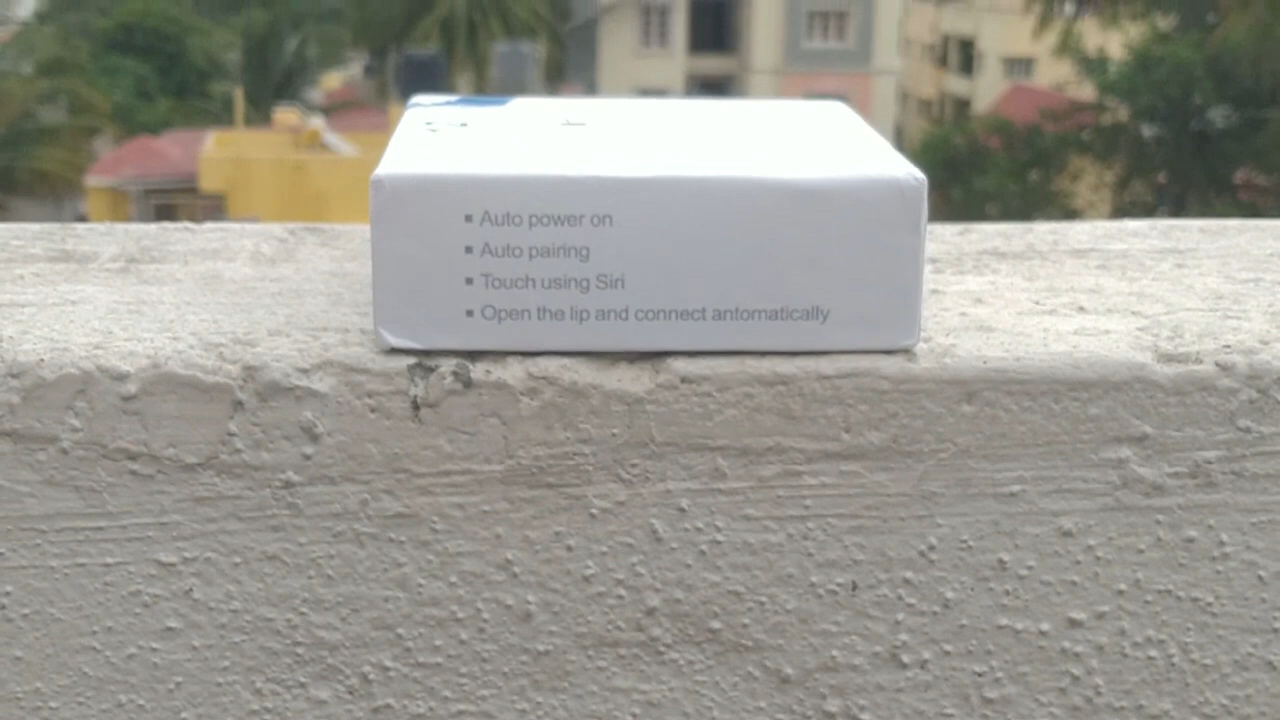 ▪ Auto power on
▪ Auto pairing
▪ Touch using Siri
▪ Open the lip and connect antomatically